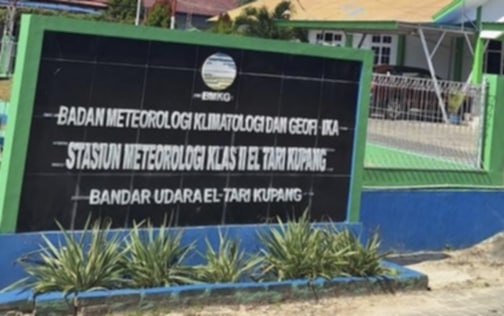 BMKG
BADAN METEOROLOGI KLIMATOLOGI DAN GEOFI IKA
STASIUN METEOROLOGI KLAS II EL TARI KUPANG
BANDAR UDARA EL-TARI KUPANG